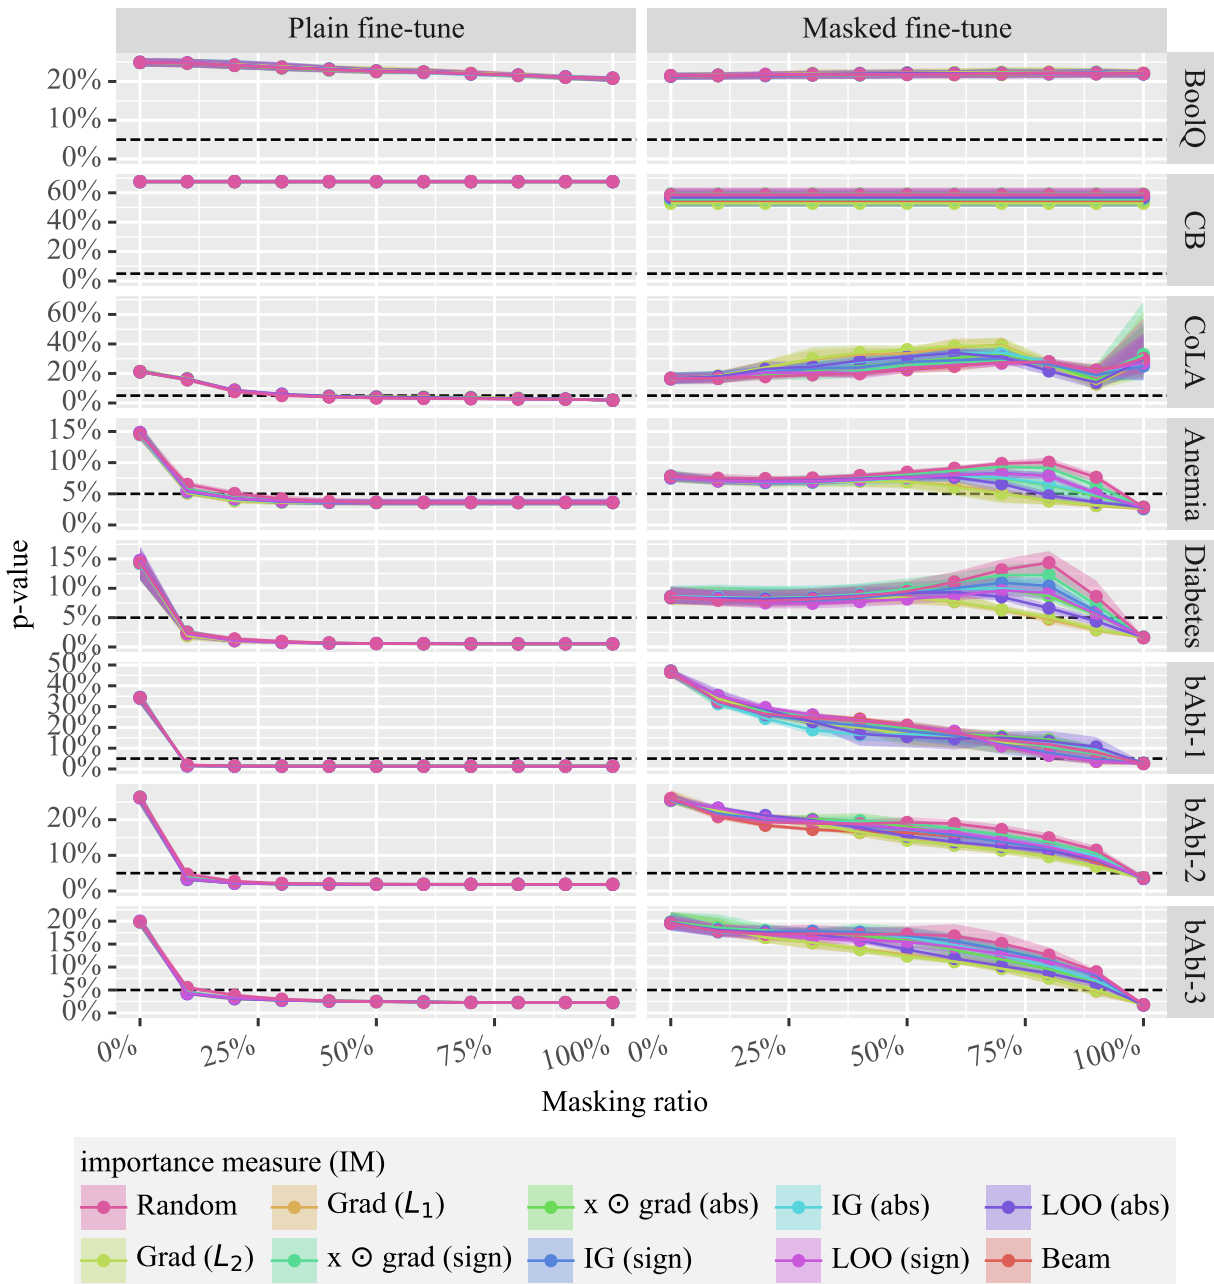 Plain fine-tune
Masked fine-tune
20%
10%
0%
BoolQ
60%
40%
20%
0%
CB
60%
40%
20%
0%
CoLA
15%
10%
5%
0%
Anemia
15%
10%
5%
0%
Diabetes
50%
40%
30%
20%
10%
0%
bAbI-1
20%
10%
0%
bAbI-2
20%
15%
10%
5%
0%
bAbI-3
p-value
0% 25% 50% 75% 100%
0% 25% 50% 75% 100%
Masking ratio
importance measure (IM)
Random Grad (L₁) x ⊙ grad (abs) IG (abs) LOO (abs)
Grad (L₂) x ⊙ grad (sign) IG (sign) LOO (sign) Beam